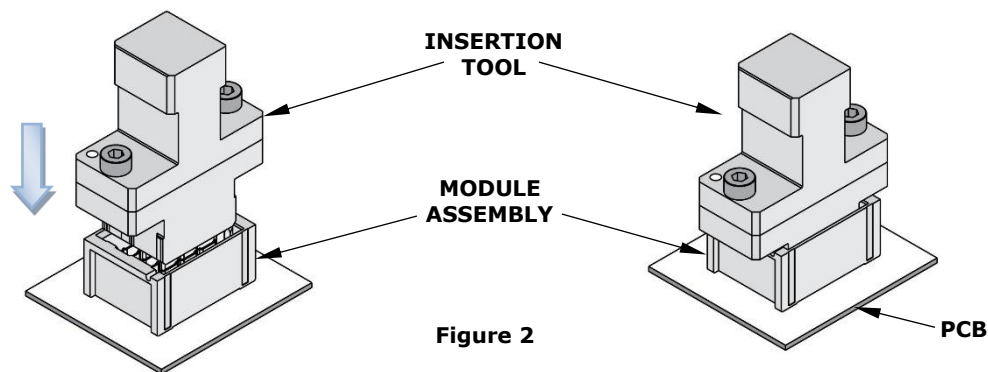 INSERTION
TOOL
MODULE
ASSEMBLY
Figure 2
PCB